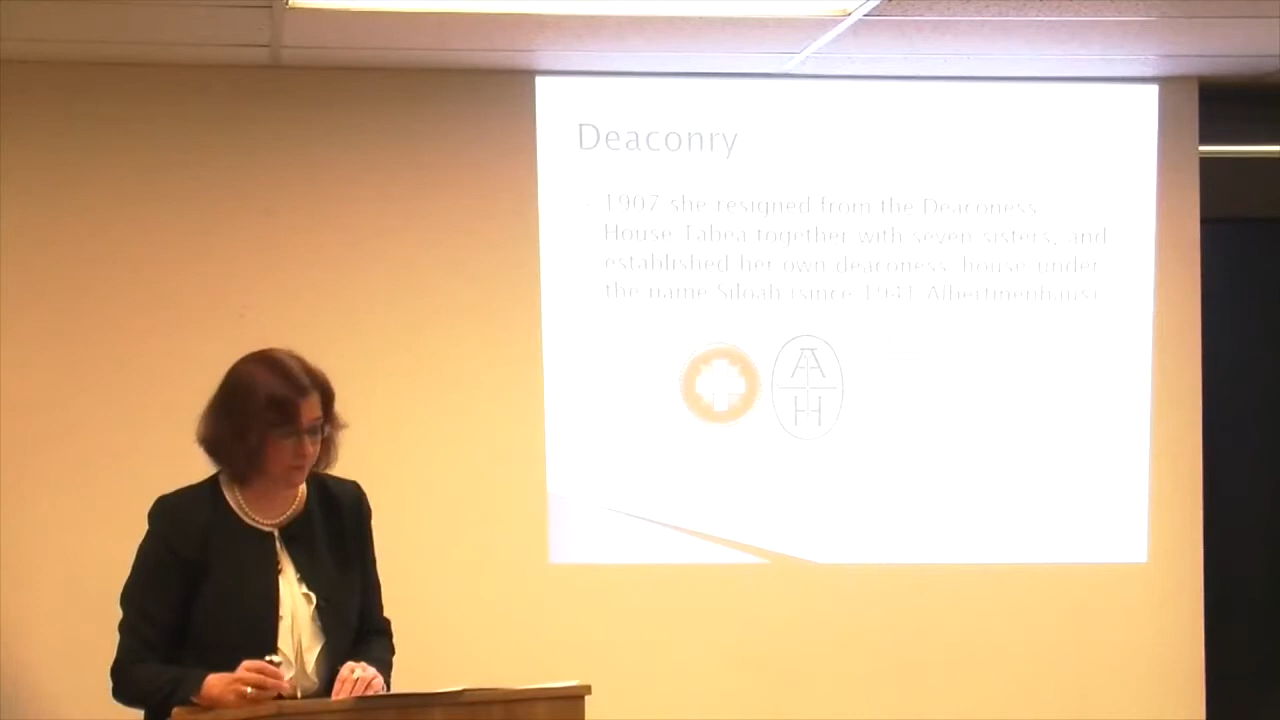 Deaconry
1907 she resigned from the Deaconess
House Tabea together with seven sisters, and
established her own deaconess house under
the name Siloah (since 1941 Albertinenhaus)
A
H